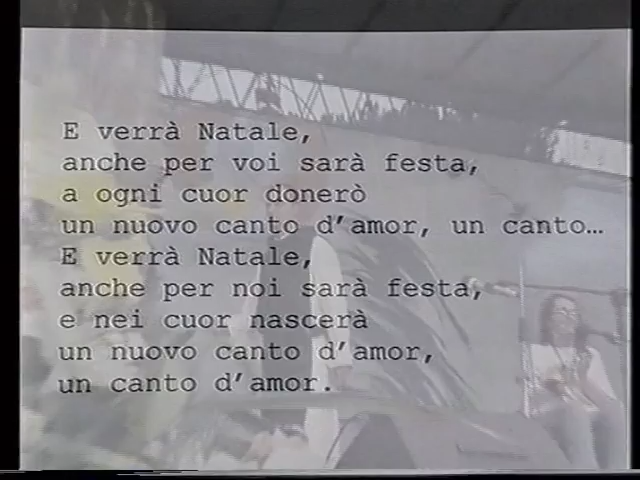 E verrà Natale,
anche per voi sarà festa,
a ogni cuor donerò
un nuovo canto d'amor, un canto…
E verrà Natale,
anche per noi sarà festa,
e nei cuor nascerà
un nuovo canto d'amor,
un canto d'amor.